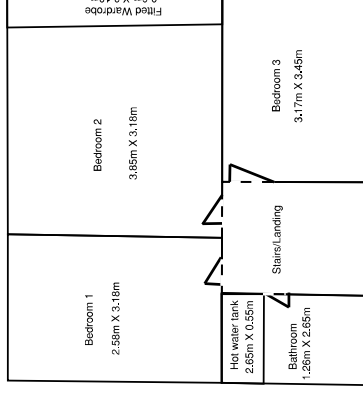 Fitted Wardrobe
Bedroom 2
3.85m X 3.18m
Bedroom 3
3.17m X 3.45m
Stairs/Landing
Bedroom 1
2.58m X 3.18m
Hot water tank
2.65m X 0.55m
Bathroom
1.26m X 2.65m